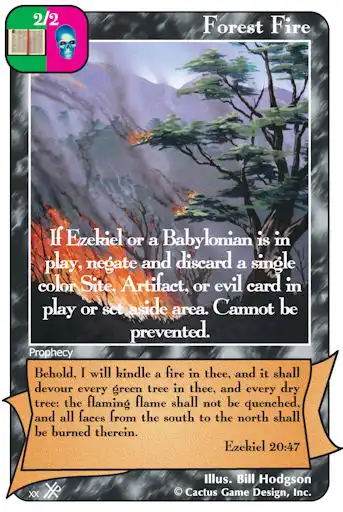 2/2
Forest Fire
If Ezekiel or a Babylonian is in
play, negate and discard a single
color Site, Artifact, or evil card in
play or set aside area. Cannot be
prevented.
Prophecy
Behold, I will kindle a fire in thee, and it shall
devour every green tree in thee, and every dry
tree: the flaming flame shall not be quenched,
and all faces from the south to the north shall
be burned therein.
Ezekiel 20:47
XX
Illus. Bill Hodgson
© Cactus Game Design, Inc.